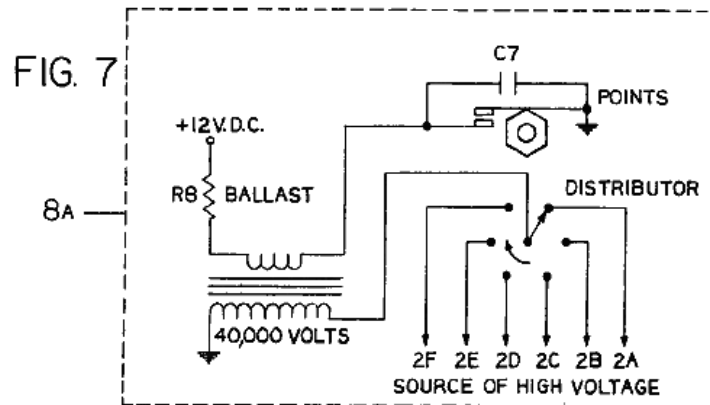 FIG. 7
C7
POINTS
+12V.D.C.
R8 BALLAST
DISTRIBUTOR
8A
40,000 VOLTS
2F 2E 2D 2C 2B 2A
SOURCE OF HIGH VOLTAGE